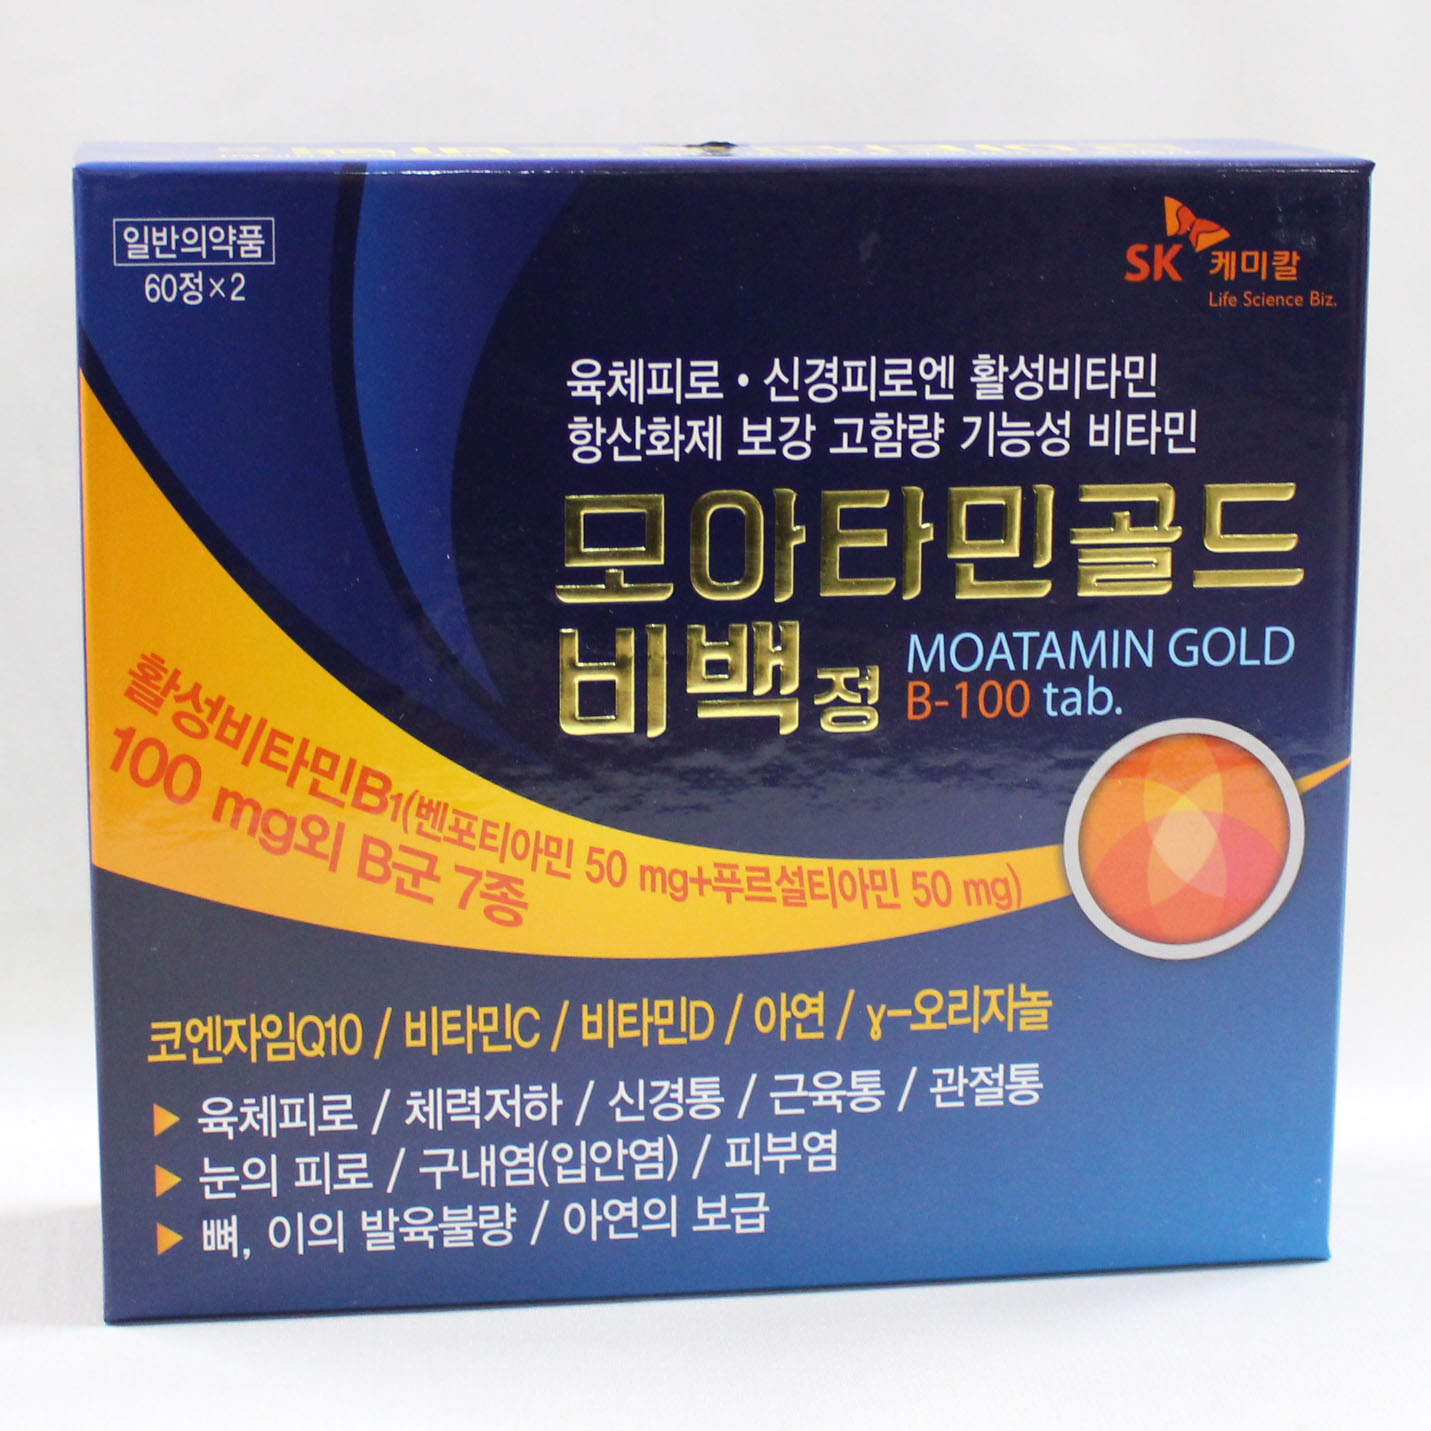 일반의약품
60정×2
SK 케미칼
Life Science Biz.
육체피로 • 신경피로엔 활성비타민
항산화제 보강 고함량 기능성 비타민
모아타민골드
비백정
MOATAMIN GOLD
B-100 tab.
활성비타민B1(벤포티아민 50 mg+푸르설티아민 50 mg)
100 mg외 B군 7종
코엔자임Q10 / 비타민C / 비타민D / 아연 / γ-오리자놀
▶ 육체피로 / 체력저하 / 신경통 / 근육통 / 관절통
▶ 눈의 피로 / 구내염(입안염) / 피부염
▶ 뼈, 이의 발육불량 / 아연의 보급